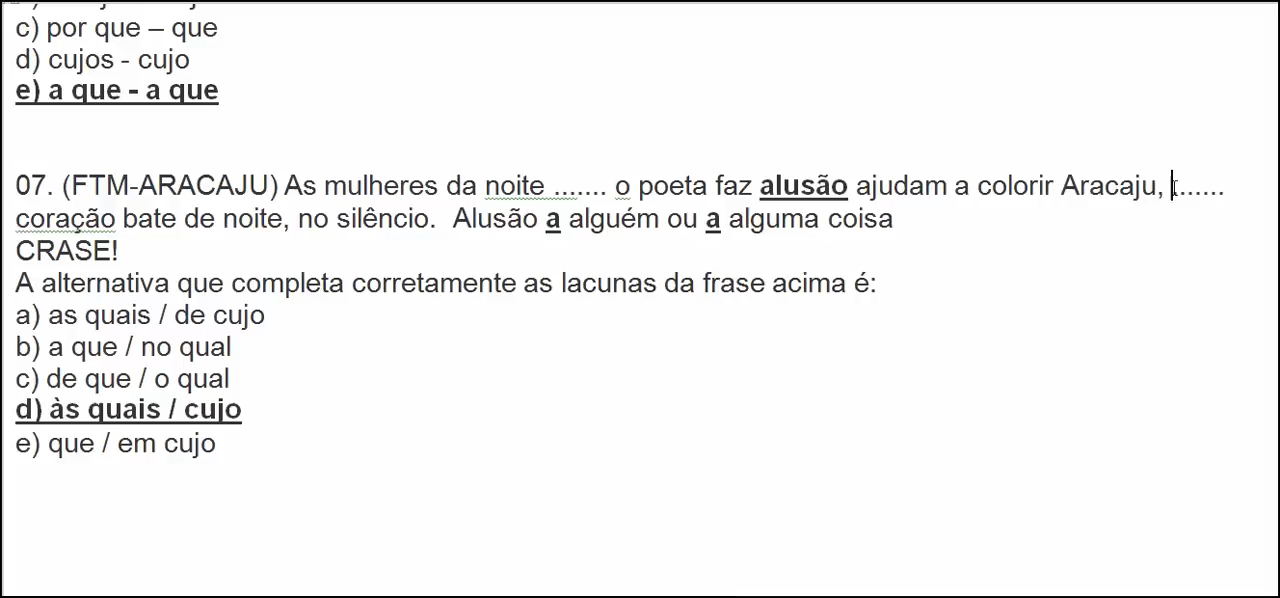 c) por que – que
d) cujos - cujo
e) a que - a que
07. (FTM-ARACAJU) As mulheres da noite ....... o poeta faz alusão ajudam a colorir Aracaju, .......
coração bate de noite, no silêncio.  Alusão a alguém ou a alguma coisa
CRASE!
A alternativa que completa corretamente as lacunas da frase acima é:
a) as quais / de cujo
b) a que / no qual
c) de que / o qual
d) às quais / cujo
e) que / em cujo